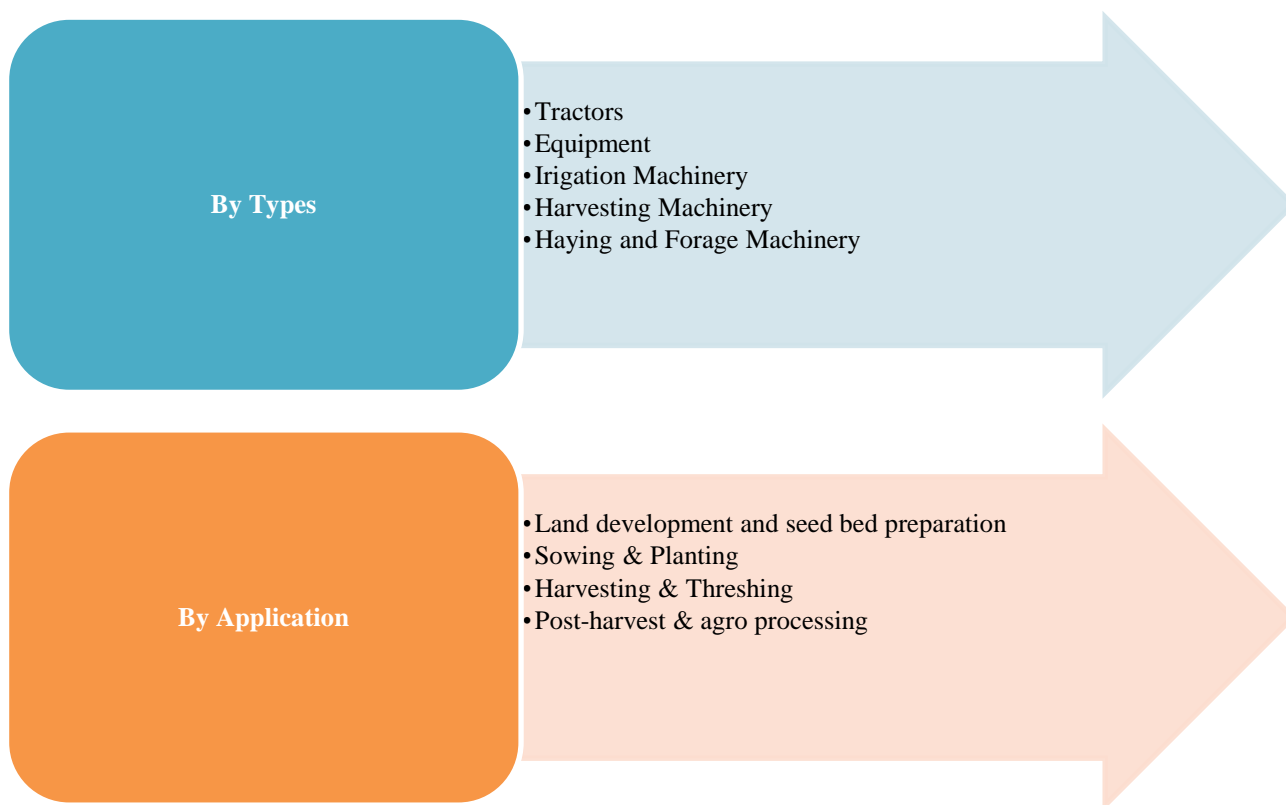 By Types
•Tractors
•Equipment
•Irigation Machinery
•Harvesting Machinery
•Haying and Forage Machinery
By Application
•Land development and seed bed preparation
•Sowing & Planting
•Harvesting & Threshing
•Post-harvest & agro processing